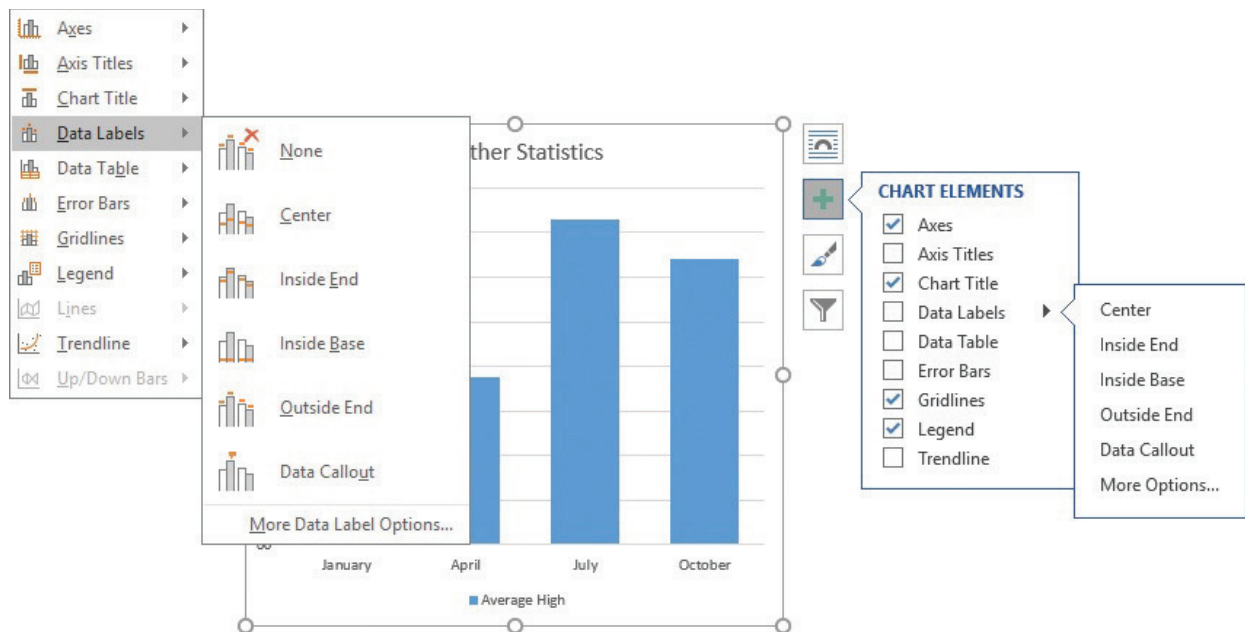 Axes
Axis Titles
Chart Title
Data Labels
Data Table
Error Bars
Gridlines
Legend
Lines
Trendline
Up/Down Bars
None
Center
Inside End
Inside Base
Outside End
Data Callout
More Data Label Options...
ther Statistics
January April July October
Average High
CHART ELEMENTS
Axes
Axis Titles
Chart Title
Data Labels
Data Table
Error Bars
Gridlines
Legend
Trendline
Center
Inside End
Inside Base
Outside End
Data Callout
More Options...